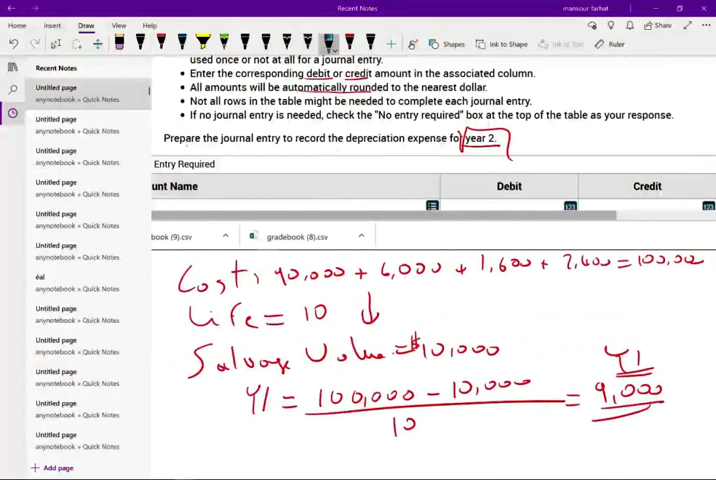 Recent Notes
mansour farhat
Home Insert Draw View Help Share
Shapes Ink to Shape Ink to Text Ruler
Recent Notes
Untitled page
anynotebook » Quick Notes
Untitled page
anynotebook » Quick Notes
Untitled page
anynotebook » Quick Notes
Untitled page
anynotebook » Quick Notes
Untitled page
anynotebook » Quick Notes
Untitled page
anynotebook » Quick Notes
éal
anynotebook » Quick Notes
Untitled page
anynotebook » Quick Notes
Untitled page
anynotebook » Quick Notes
Untitled page
anynotebook » Quick Notes
Untitled page
anynotebook » Quick Notes
Untitled page
anynotebook » Quick Notes
Add page
used once or not at all for a journal entry.
• Enter the corresponding debit or credit amount in the associated column.
• All amounts will be automatically rounded to the nearest dollar.
• Not all rows in the table might be needed to complete each journal entry.
• If no journal entry is needed, check the "No entry required" box at the top of the table as your response.
Prepare the journal entry to record the depreciation expense for year 2.
Entry Required
unt Name Debit Credit
123 123
book (9).csv gradebook (8).csv
Cost, 90,000 + 6,000 + 1,600 + 2,400 = 100,000
Life = 10
Salvage Value = $10,000
Y1
Y1 = 100,000 - 10,000 = 9,000
10